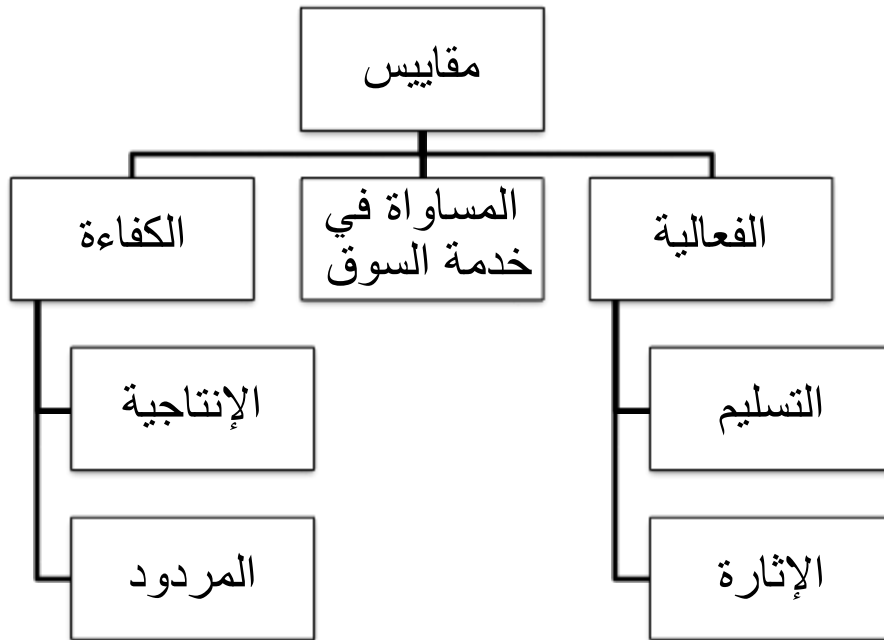 مقاييس
الفعالية
المساواة في
خدمة السوق
الكفاءة
التسليم
الإنتاجية
الإثارة
المردود